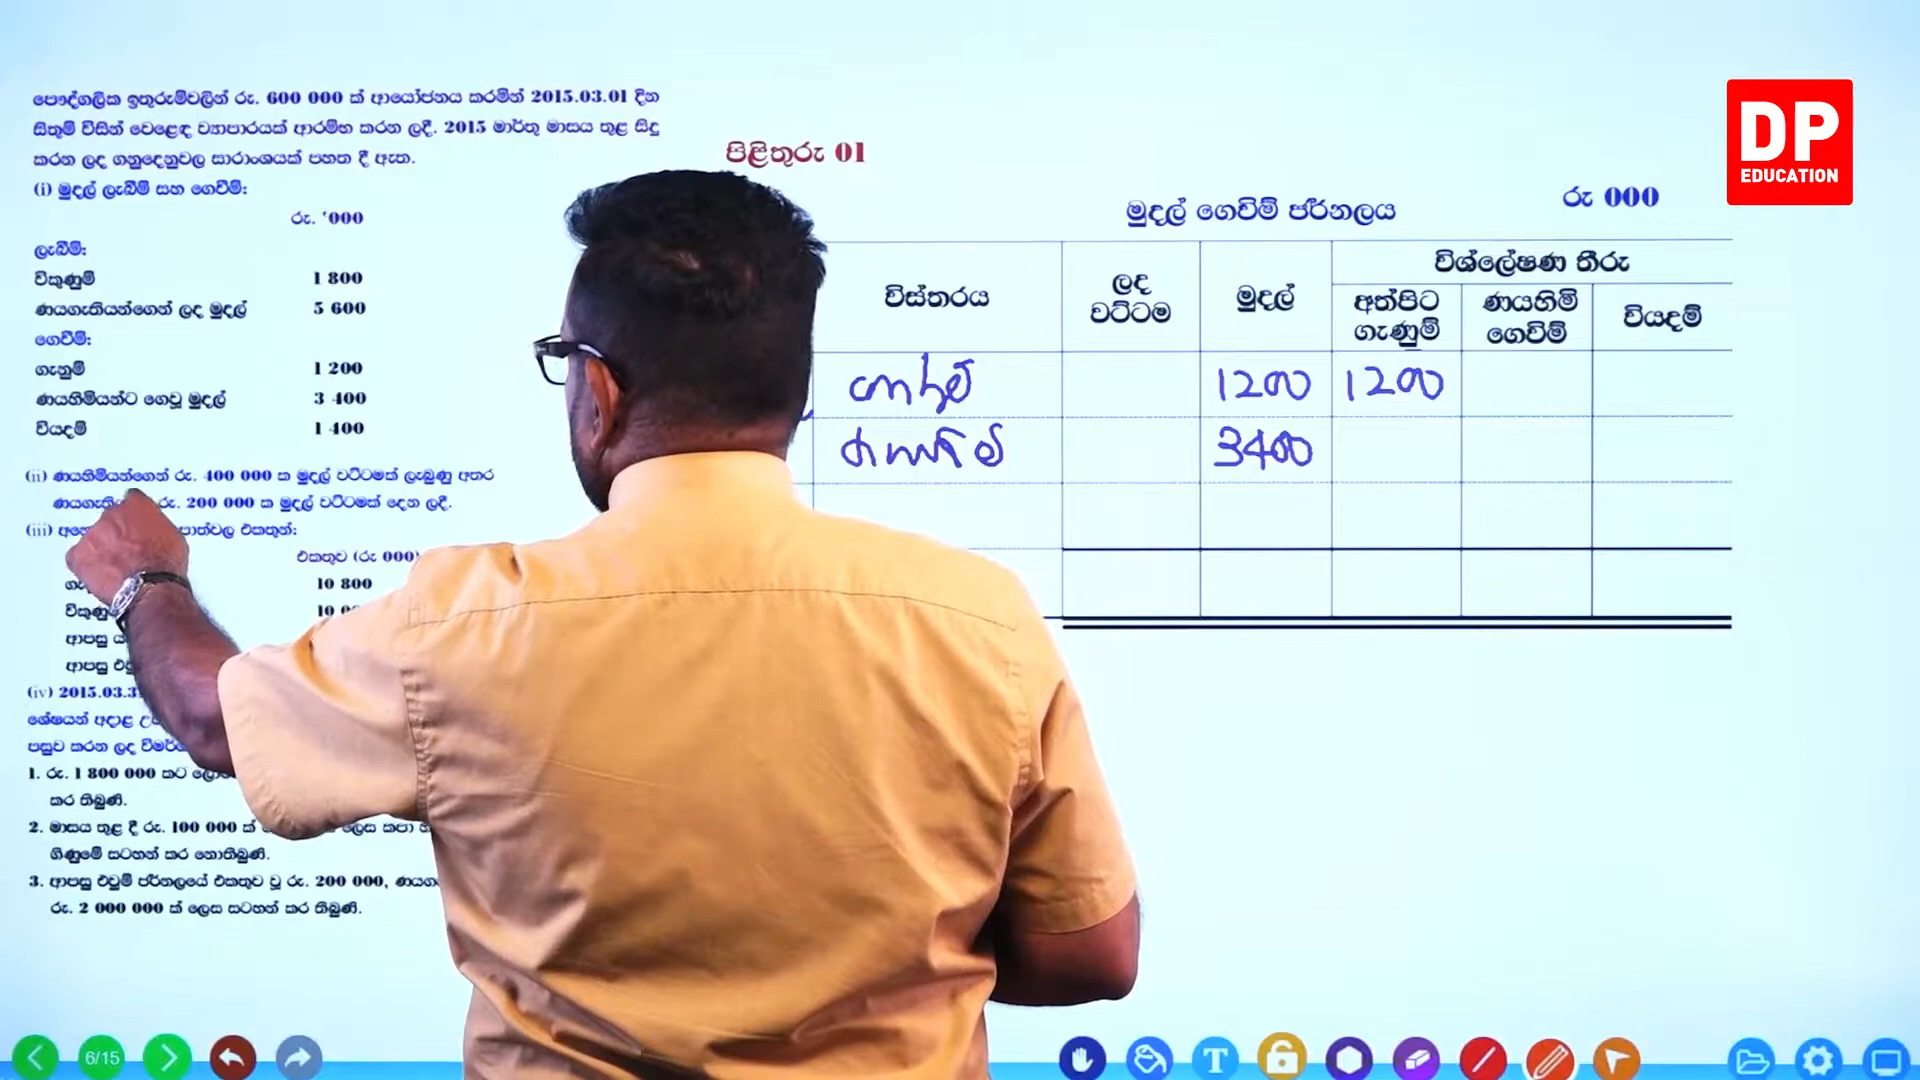 පෞද්ගලික ඉතුරුම්වලින් රු. 600 000 ක් ආයෝජනය කරමින් 2015.03.01 දින
සිතුම් විසින් වෙළෙඳ ව්‍යාපාරයක් ආරම්භ කරන ලදී. 2015 මාර්තු මාසය තුළ සිදු
කරන ලද ගනුදෙනුවල සාරාංශයක් පහත දී ඇත.
(i) මුදල් ලැබීම් සහ ගෙවීම්:
රු. '000
ලැබීම්:
විකුණුම් 1 800
ණයගැතියන්ගෙන් ලද මුදල් 5 600
ගෙවීම්:
ගැනුම් 1 200
ණයහිමියන්ට ගෙවූ මුදල් 3 400
වියදම් 1 400
(ii) ණයහිමියන්ගෙන් රු. 400 000 ක මුදල් වට්ටමක් ලැබුණු අතර
රු. 200 000 ක මුදල් වට්ටමක් දෙන ලදී.
(iii) එකතුන්:
එකතුව (රු 000)
10 800
ආපසු
ආපසු
(iv)
ශේෂයන් අදාළ
පසුව කරන ලද
1. රු. 1 800 000 කට
කර තිබුණි.
2. මාසය තුළ දී රු. 100 000 ක් ලෙස කපා
ගිණුමේ සටහන් කර නොතිබුණි.
3. ආපසු එවුම් ජර්නලයේ එකතුව වූ රු. 200 000,
රු. 2 000 000 ක් ලෙස සටහන් කර තිබුණි.
පිළිතුරු 01
DP
EDUCATION
මුදල් ගෙවිම් ජර්නලය රු 000
විස්තරය ලද වට්ටම මුදල් විශ්ලේෂණ තීරු
අත්පිට ගැණුම් ණයහිමි ගෙවිම් වියදම්
1200 1200
3400
6/15